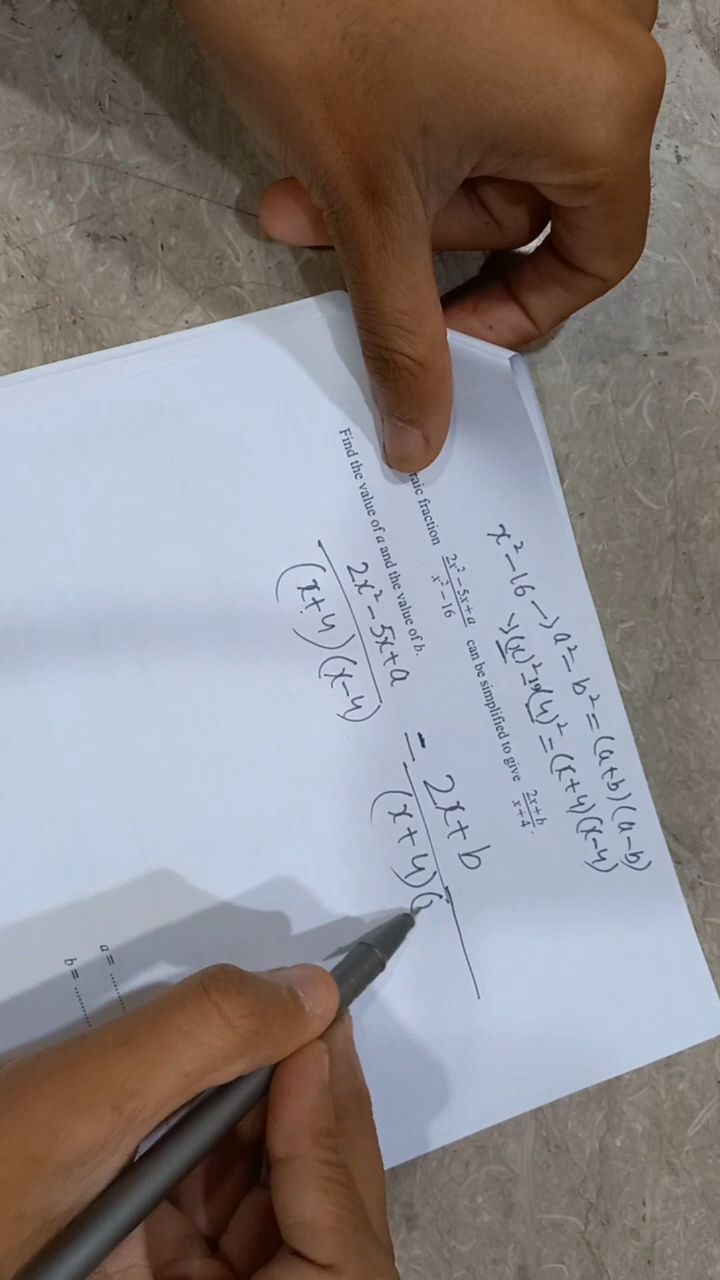 x² - 16 → a² - b² = (a+b)(a-b)
↘ (x)² - (4)² = (x+4)(x-4)
raic fraction 2x² - 5x + a / x² - 16 can be simplified to give 2x + b / x + 4.
Find the value of a and the value of b.
2x² - 5x + a / (x+4)(x-4) = 2x + b / (x+4)(
a = ........
b = ........